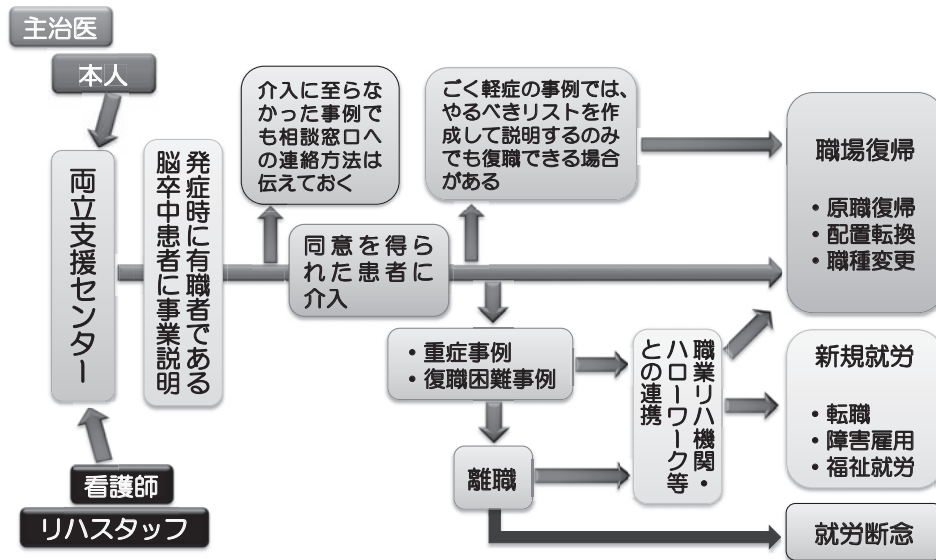 主治医
本人
両立支援センター
発症時に有職者である
脳卒中患者に事業説明
介入に至らな
かった事例で
も相談窓口へ
の連絡方法は
伝えておく
ごく軽症の事例では、
やるべきリストを作
成して説明するのみ
でも復職できる場合
がある
同意を得ら
れた患者に
介入
・重症事例
・復職困難事例
離職
職業リハ機関・
ハローワーク等
との連携
職場復帰
・原職復帰
・配置転換
・職種変更
新規就労
・転職
・障害雇用
・福祉就労
就労断念
看護師
リハスタッフ